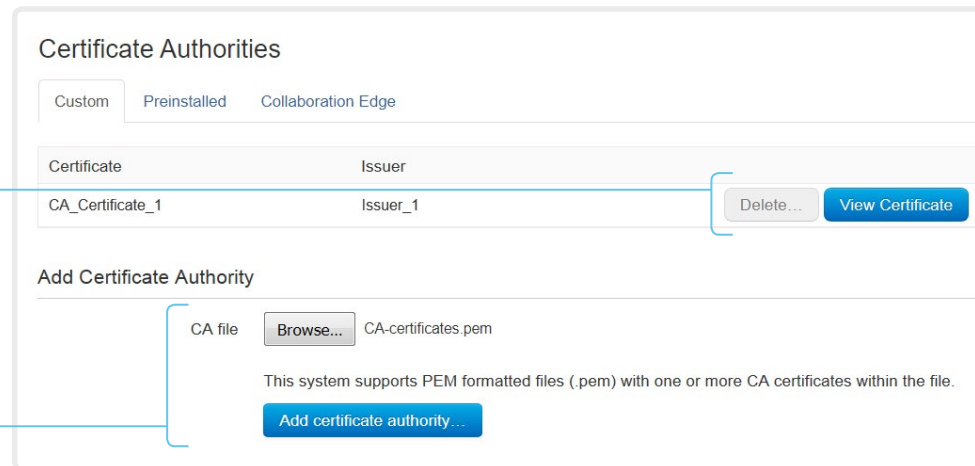 Certificate Authorities
Custom Preinstalled Collaboration Edge
Certificate Issuer
CA_Certificate_1 Issuer_1 Delete... View Certificate
Add Certificate Authority
CA file Browse... CA-certificates.pem
This system supports PEM formatted files (.pem) with one or more CA certificates within the file.
Add certificate authority...